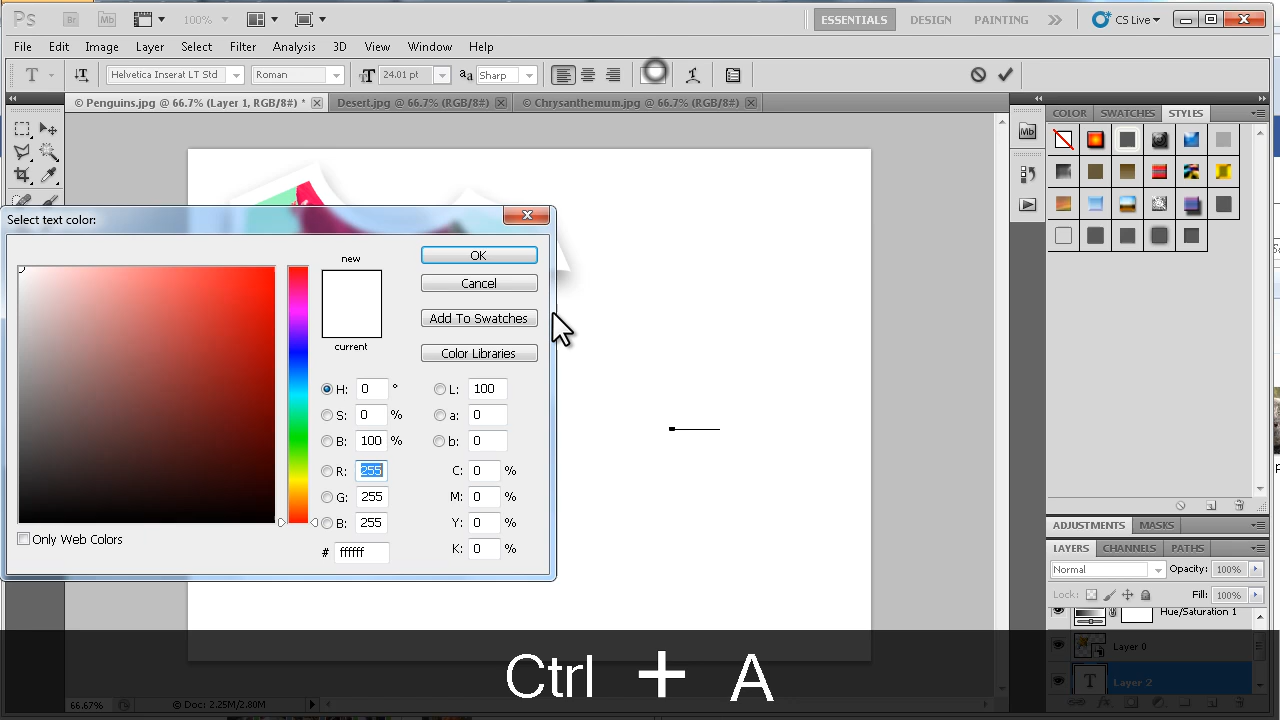 Ps Br Mb 100% ESSENTIALS DESIGN PAINTING CS Live
File Edit Image Layer Select Filter Analysis 3D View Window Help
T Helvetica Inserat LT Std Roman T 24.01 pt aa Sharp
© Penguins.jpg @ 66.7% (Layer 1, RGB/8#) * Desert.jpg @ 66.7% (RGB/8#) © Chrysanthemum.jpg @ 66.7% (RGB/8#)
COLOR SWATCHES STYLES
Mb
Select text color:
new
OK
Cancel
Add To Swatches
current
Color Libraries
H: 0 ° L: 100
S: 0 % a: 0
B: 100 % b: 0
R: 255 C: 0 %
G: 255 M: 0 %
B: 255 Y: 0 %
# ffffff K: 0 %
Only Web Colors
ADJUSTMENTS MASKS
LAYERS CHANNELS PATHS
Normal Opacity: 100%
Lock: Fill: 100%
Hue/Saturation 1
Layer 0
T Layer 2
66.67% Doc: 2.25M/2.80M
Ctrl + A